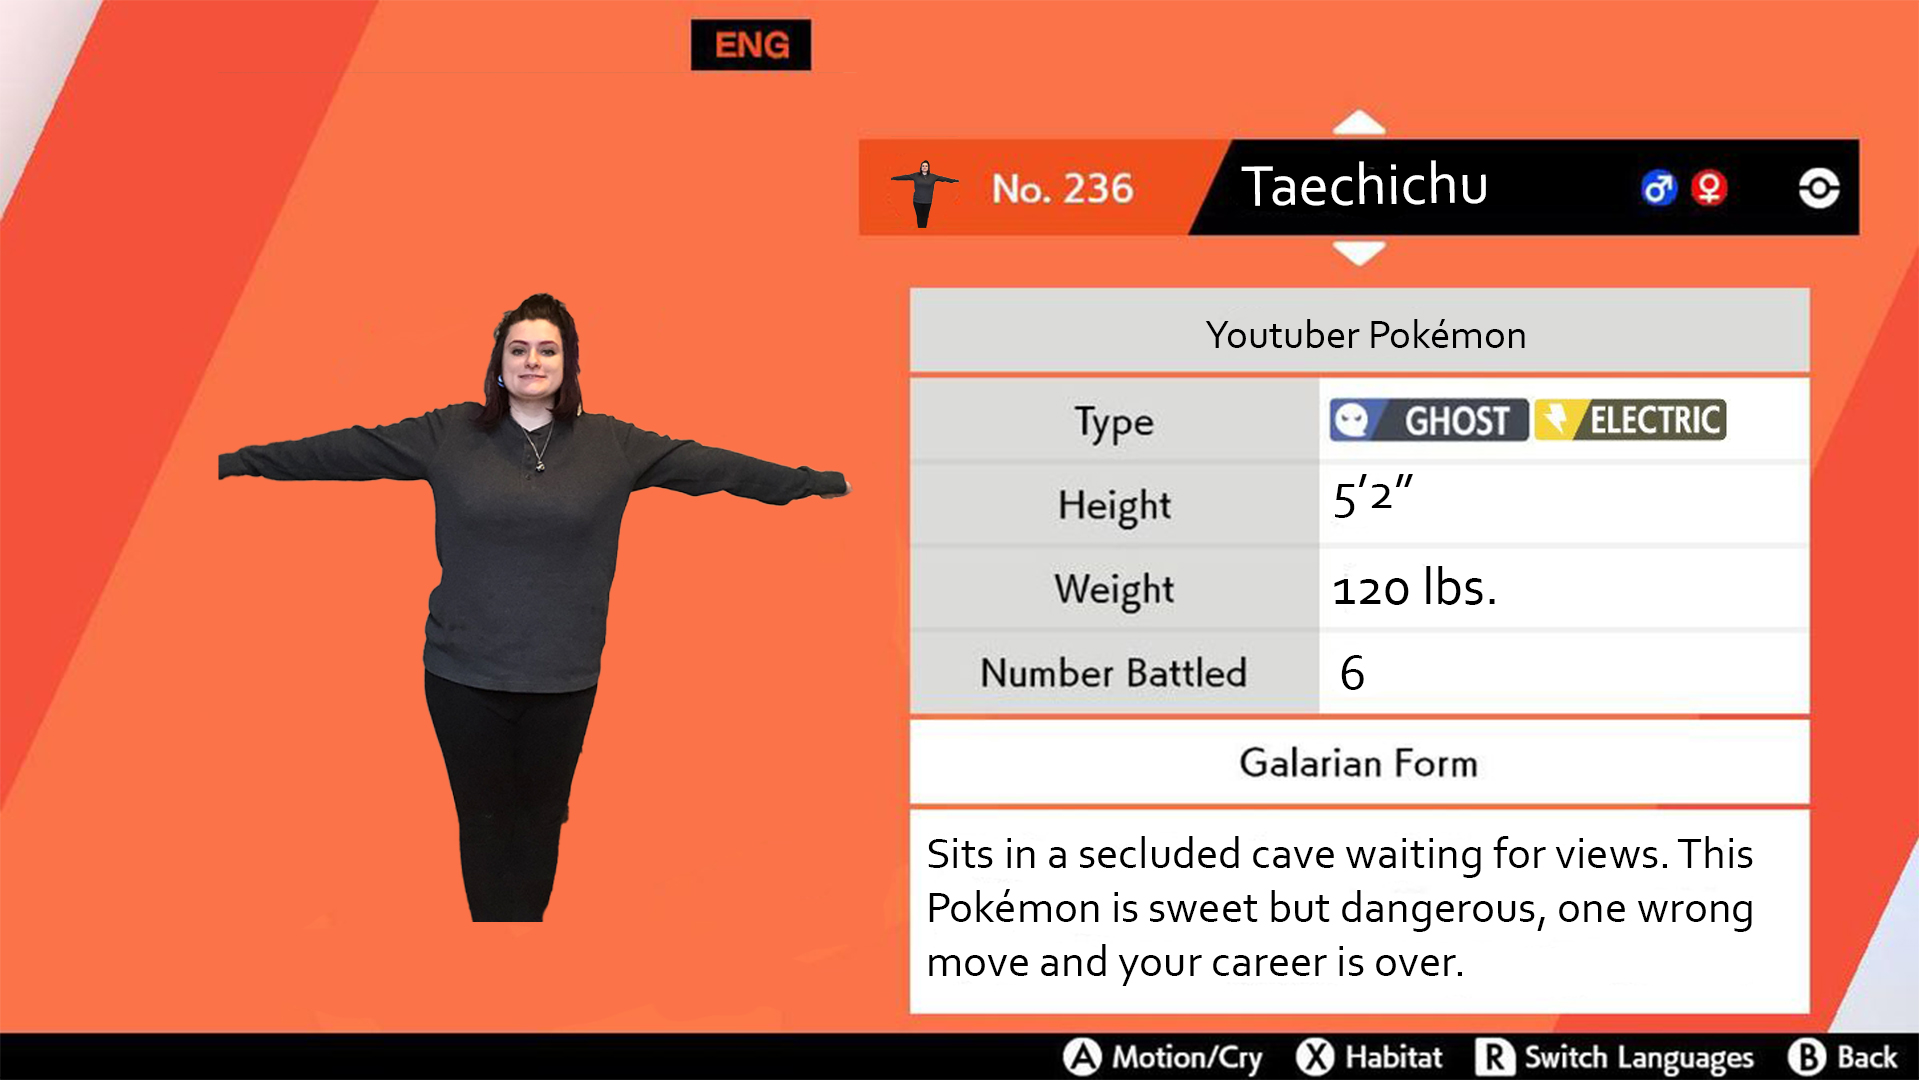 ENG
No. 236 Taechichu
Youtuber Pokémon
Type GHOST ELECTRIC
Height 5'2"
Weight 120 lbs.
Number Battled 6
Galarian Form
Sits in a secluded cave waiting for views. This
Pokémon is sweet but dangerous, one wrong
move and your career is over.
A Motion/Cry X Habitat R Switch Languages B Back